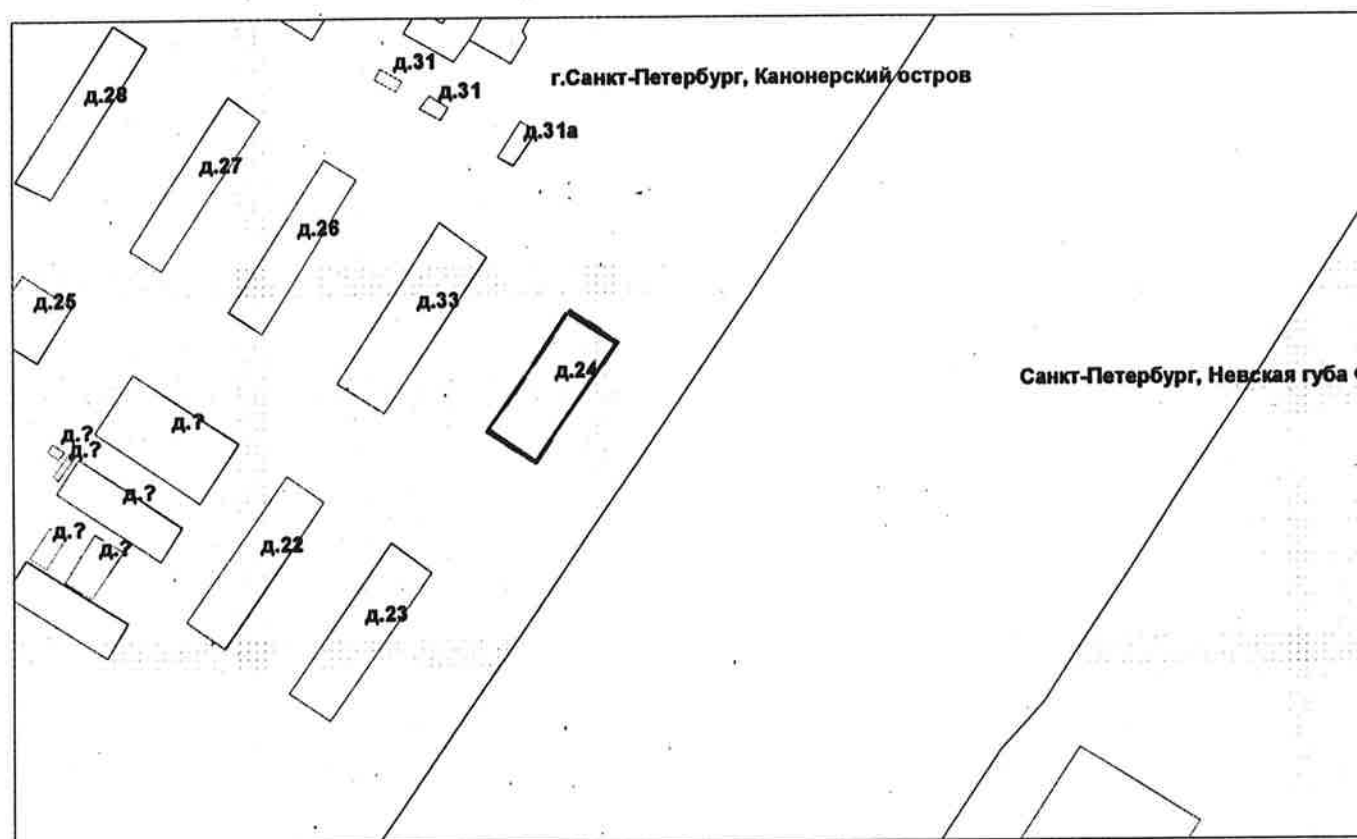 д.31
г.Санкт-Петербург, Канонерский остров
д.28
д.31
д.31а
д.27
д.26
д.25
д.33
д.24
Санкт-Петербург, Невская губа
д.?
д.?
д.?
д.?
д.?
д.?
д.22
д.23